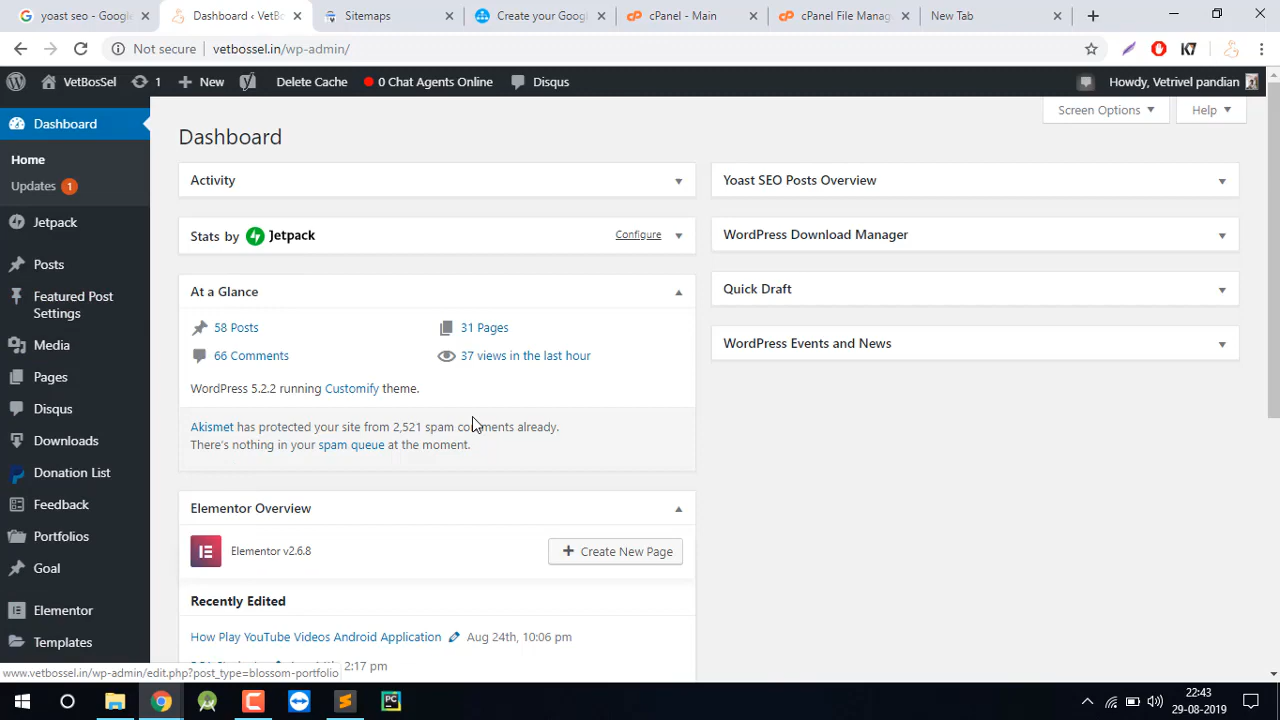 yoast seo - Google
Dashboard ‹ VetBo
Sitemaps
Create your Goog
cPanel - Main
cPanel File Mana
New Tab
Not secure
vetbossel.in/wp-admin/
VetBosSel
1
New
Delete Cache
0 Chat Agents Online
Disqus
Howdy, Vetrivel pandian
Screen Options
Help
Dashboard
Home
Updates 1
Jetpack
Posts
Featured Post
Settings
Media
Pages
Disqus
Downloads
Donation List
Feedback
Portfolios
Goal
Elementor
Templates
Dashboard
Activity
Stats by Jetpack
Configure
At a Glance
58 Posts
31 Pages
66 Comments
37 views in the last hour
WordPress 5.2.2 running Customify theme.
Akismet has protected your site from 2,521 spam comments already.
There's nothing in your spam queue at the moment.
Elementor Overview
Elementor v2.6.8
Create New Page
Recently Edited
How Play YouTube Videos Android Application
Aug 24th, 10:06 pm
2:17 pm
Yoast SEO Posts Overview
WordPress Download Manager
Quick Draft
WordPress Events and News
www.vetbossel.in/wp-admin/edit.php?post_type=blossom-portfolio
22:43
29-08-2019